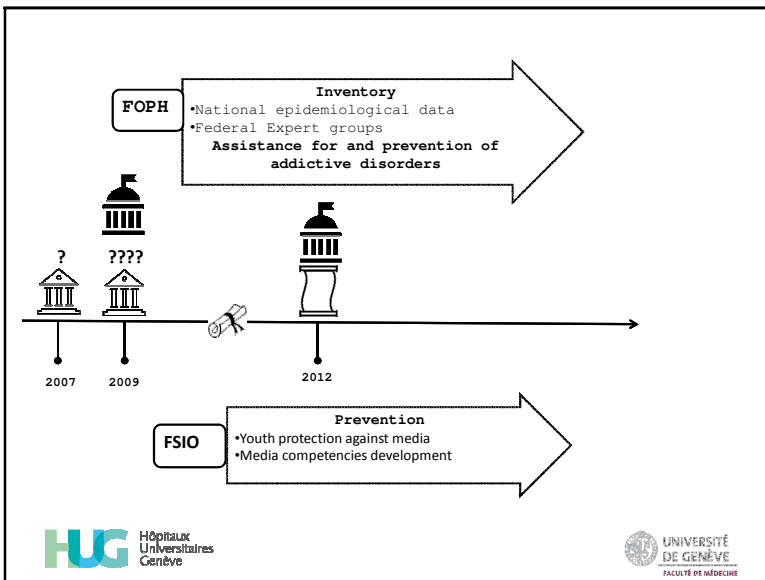 FOPH
Inventory
•National epidemiological data
•Federal Expert groups
Assistance for and prevention of
addictive disorders
?
????
2007
2009
2012
FSIO
Prevention
•Youth protection against media
•Media competencies development
HUG
Hôpitaux
Universitaires
Genève
UNIVERSITÉ
DE GENÈVE
FACULTÉ DE MÉDECINE